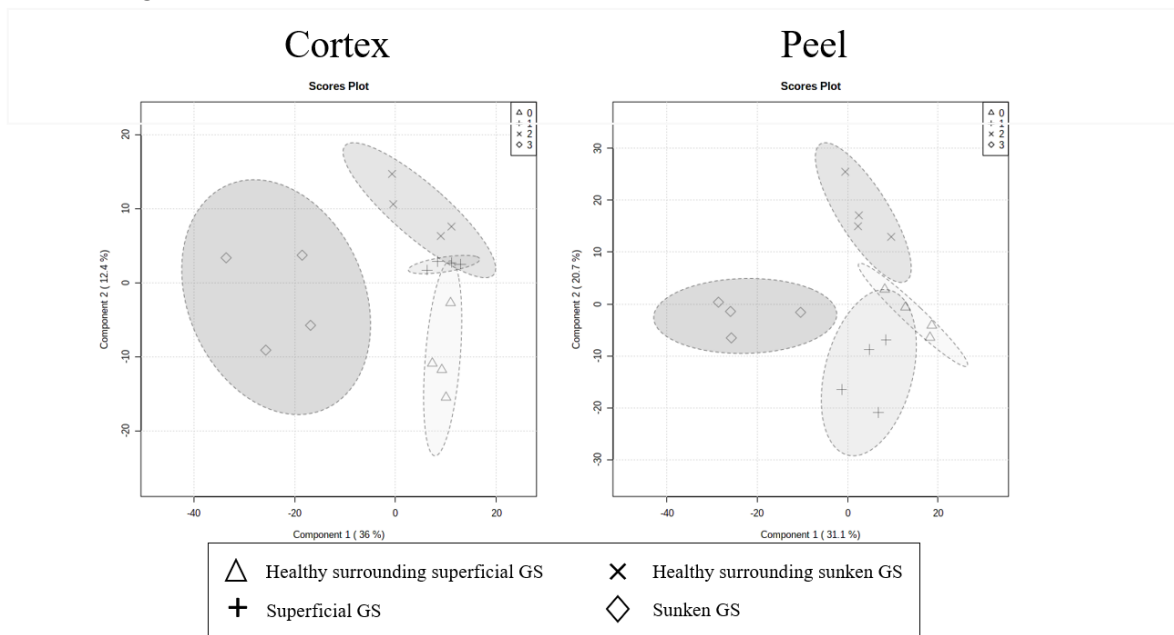 Cortex
Peel
Scores Plot
Scores Plot
△ 0
+ 1
× 2
◇ 3
△ 0
+ 1
× 2
◇ 3
Component 2 ( 12.4 %)
20
10
0
-10
-20
-40
-20
0
20
Component 1 ( 36 %)
Component 2 ( 20.7 %)
30
20
10
0
-10
-20
-30
-40
-20
0
20
Component 1 ( 31.1 %)
△ Healthy surrounding superficial GS
× Healthy surrounding sunken GS
+ Superficial GS
◇ Sunken GS